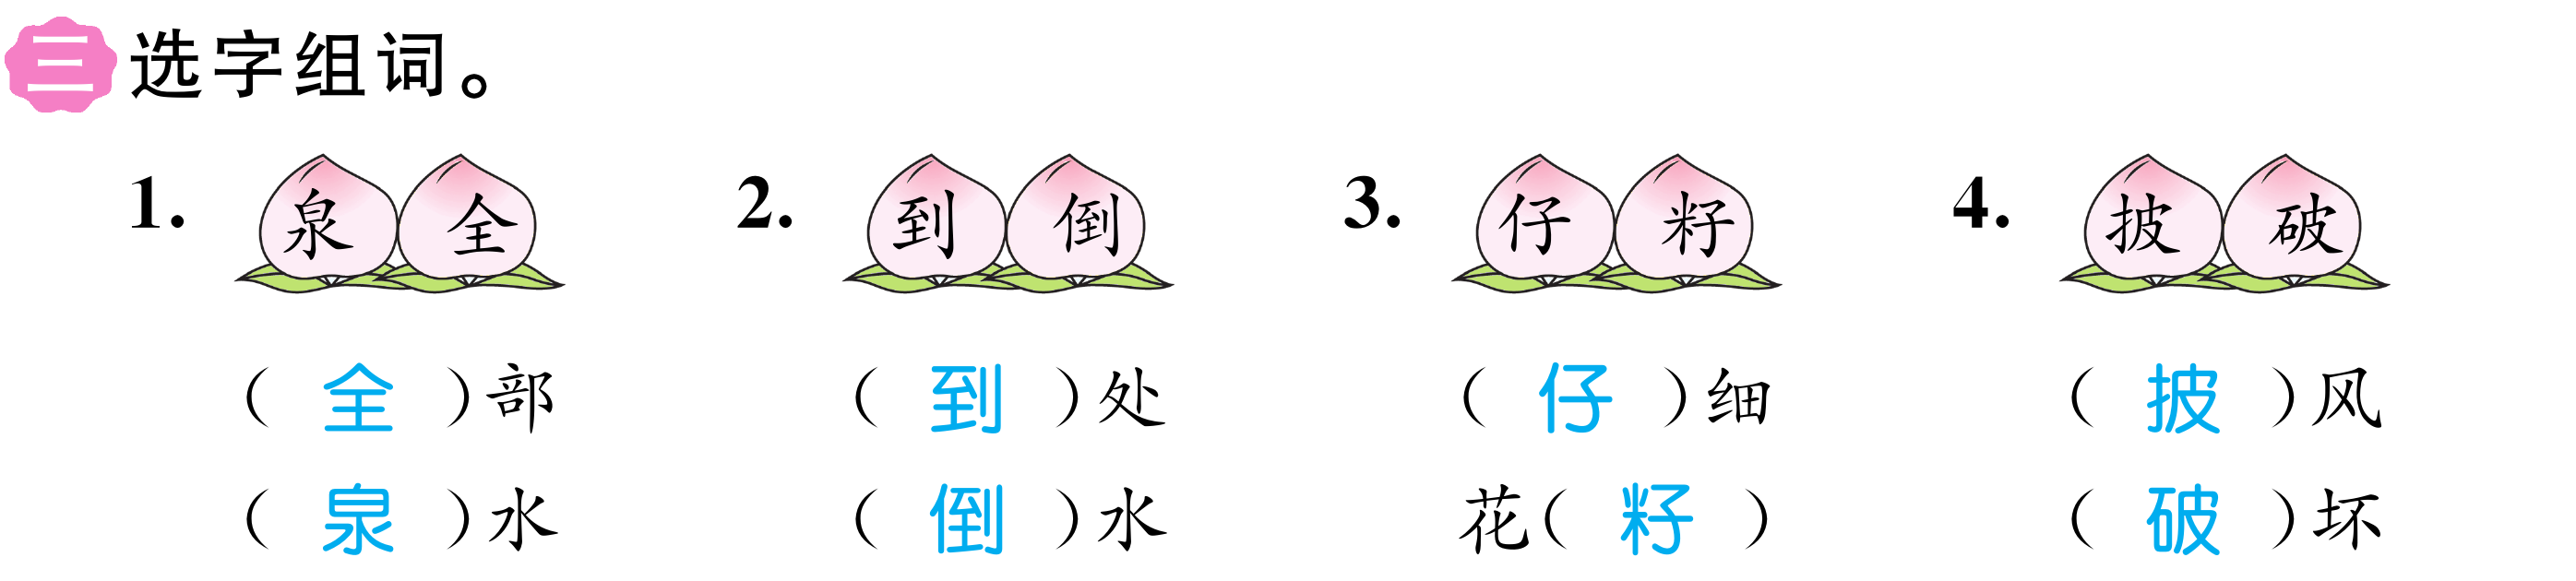 三 选字组词。
1. 泉 全 2. 到 倒 3. 仔 籽 4. 披 破
（ 全 ）部 （ 到 ）处 （ 仔 ）细 （ 披 ）风
（ 泉 ）水 （ 倒 ）水 花（ 籽 ） （ 破 ）坏